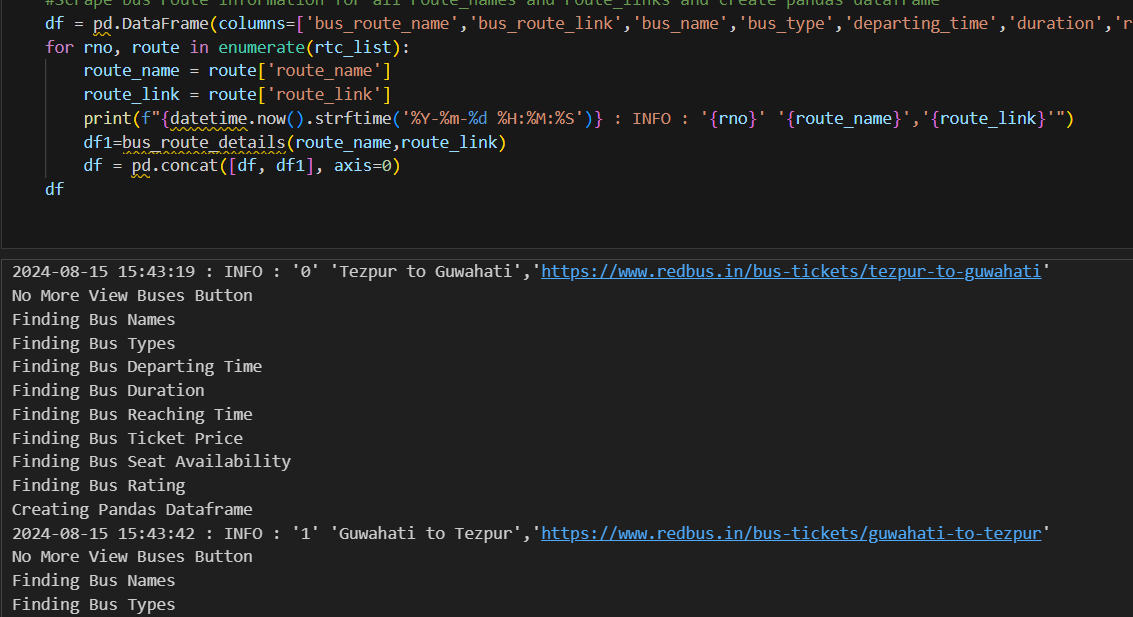 #Scrape bus route information for all route_names and route_links and create pandas dataframe
df = pd.DataFrame(columns=['bus_route_name','bus_route_link','bus_name','bus_type','departing_time','duration','r
for rno, route in enumerate(rtc_list):
    route_name = route['route_name']
    route_link = route['route_link']
    print(f"{datetime.now().strftime('%Y-%m-%d %H:%M:%S')} : INFO : '{rno}' '{route_name}','{route_link}'")
    df1=bus_route_details(route_name,route_link)
    df = pd.concat([df, df1], axis=0)
df
2024-08-15 15:43:19 : INFO : '0' 'Tezpur to Guwahati','https://www.redbus.in/bus-tickets/tezpur-to-guwahati'
No More View Buses Button
Finding Bus Names
Finding Bus Types
Finding Bus Departing Time
Finding Bus Duration
Finding Bus Reaching Time
Finding Bus Ticket Price
Finding Bus Seat Availability
Finding Bus Rating
Creating Pandas Dataframe
2024-08-15 15:43:42 : INFO : '1' 'Guwahati to Tezpur','https://www.redbus.in/bus-tickets/guwahati-to-tezpur'
No More View Buses Button
Finding Bus Names
Finding Bus Types